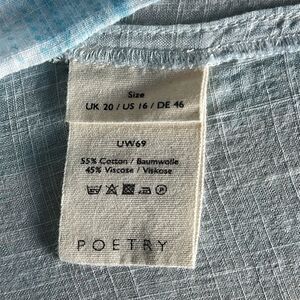 Size
UK 20 / US 16 / DE 46
UW69
55% Cotton / Baumwolle
45% Viscose / Viskose
POETRY